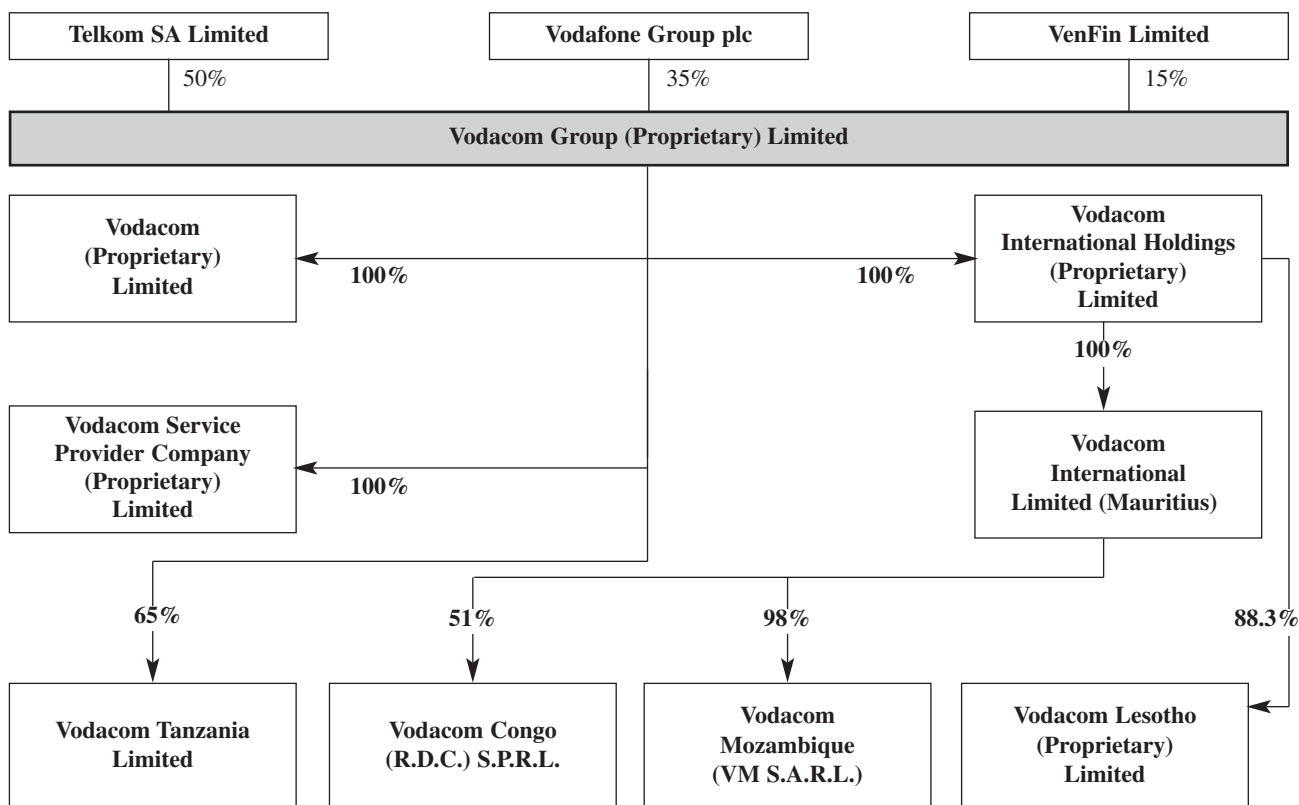 Telkom SA Limited
Vodafone Group plc
VenFin Limited
50%
35%
15%
Vodacom Group (Proprietary) Limited
Vodacom
(Proprietary)
Limited
100%
100%
Vodacom
International Holdings
(Proprietary)
Limited
100%
Vodacom Service
Provider Company
(Proprietary)
Limited
100%
Vodacom
International
Limited (Mauritius)
65%
51%
98%
88.3%
Vodacom Tanzania
Limited
Vodacom Congo
(R.D.C.) S.P.R.L.
Vodacom
Mozambique
(VM S.A.R.L.)
Vodacom Lesotho
(Proprietary)
Limited